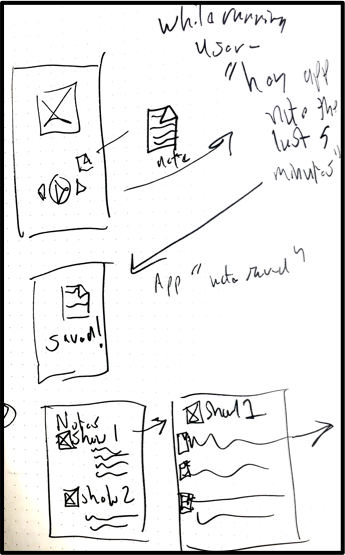 while running
user-
"hey app
note the
last 5
minutes"
note
App "note saved"
Saved!
Notes
Show 1
Show 2
Show 1